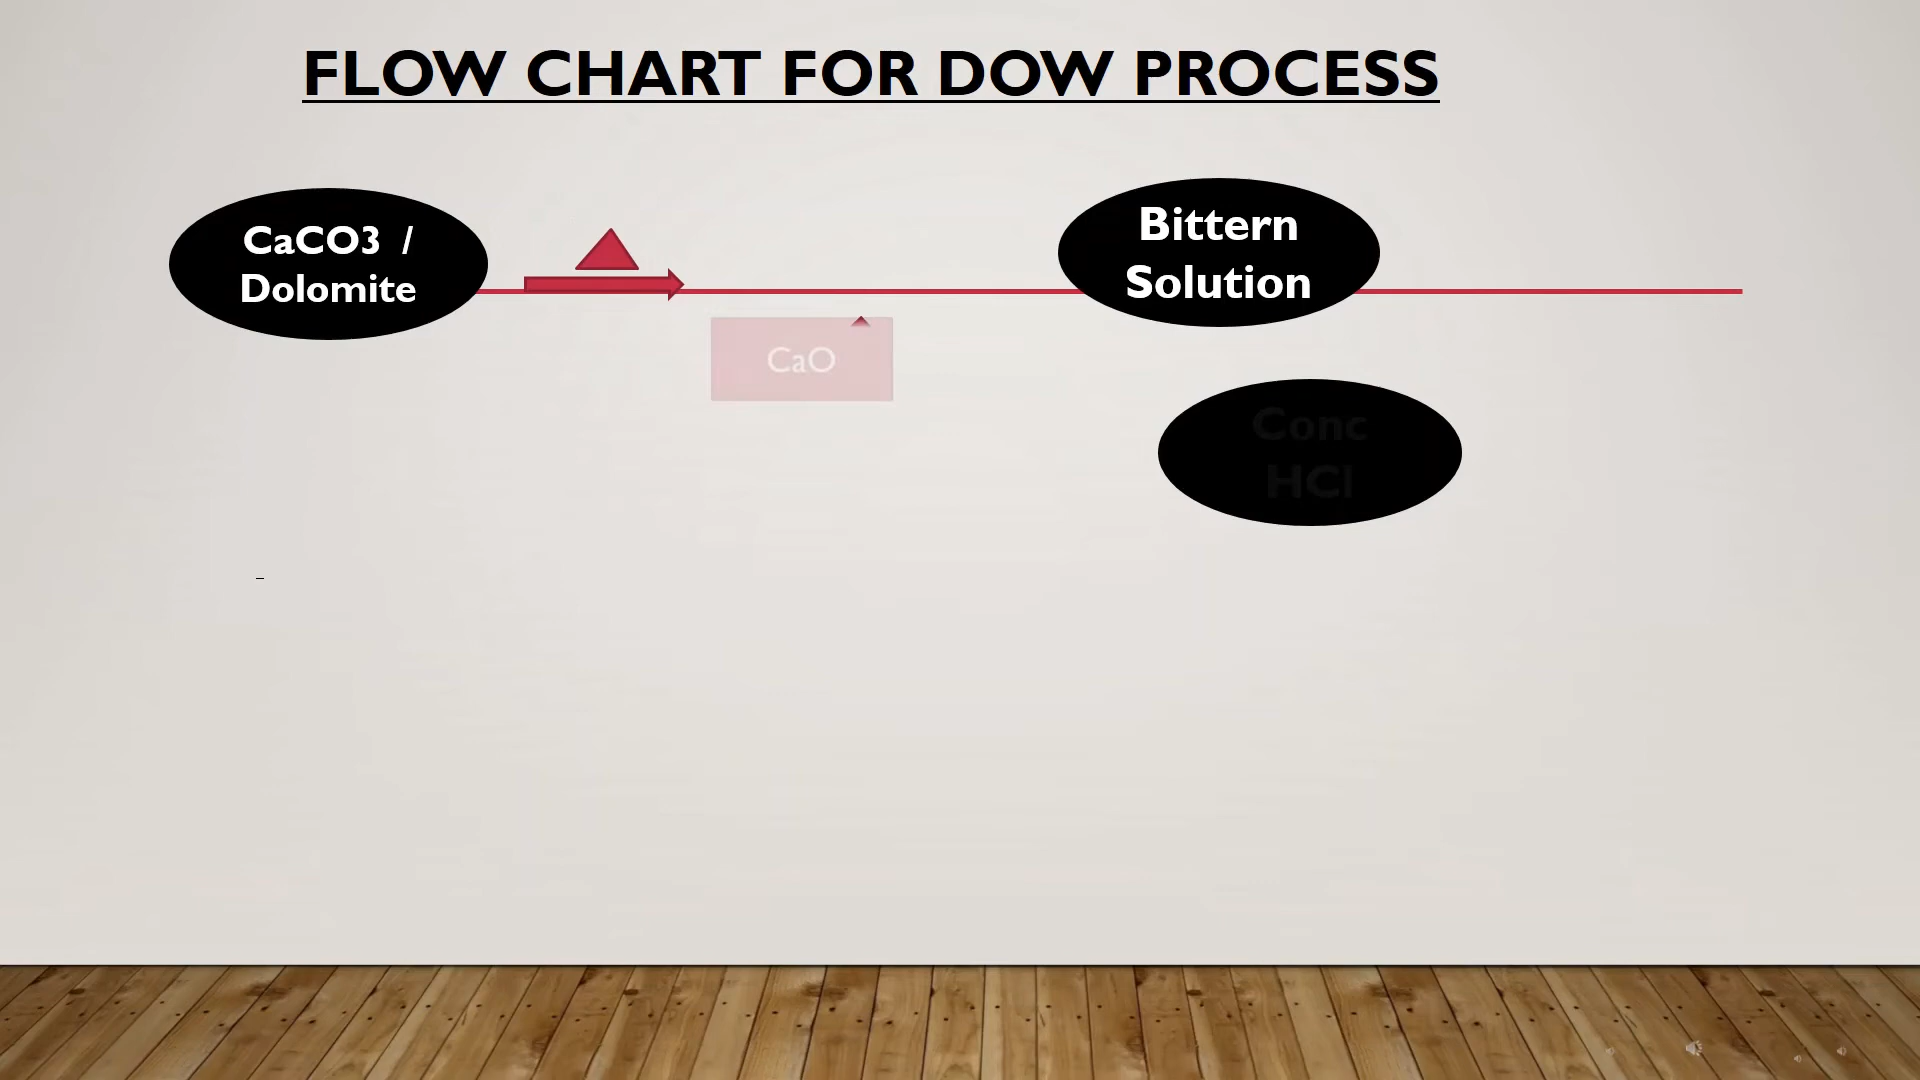 FLOW CHART FOR DOW PROCESS
CaCO3 /
Dolomite
Bittern
Solution
CaO
Conc
HCl